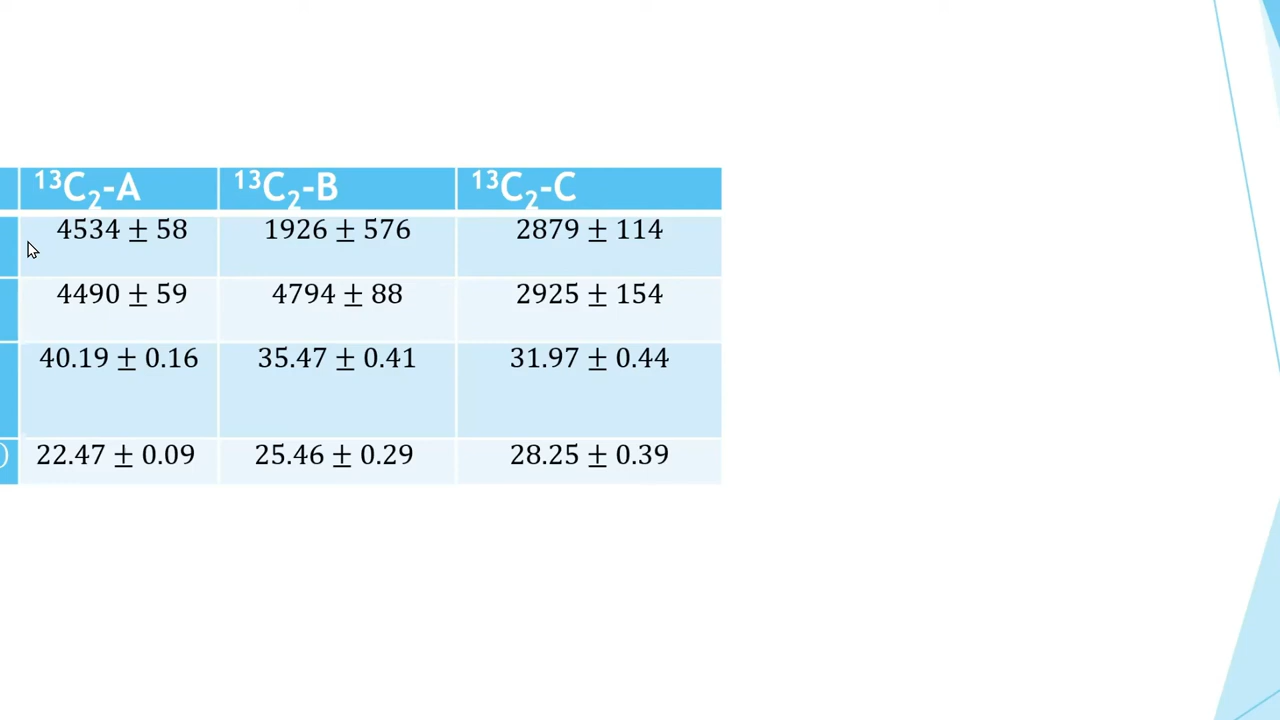 ¹³C₂-A ¹³C₂-B ¹³C₂-C
4534 ± 58 1926 ± 576 2879 ± 114
4490 ± 59 4794 ± 88 2925 ± 154
40.19 ± 0.16 35.47 ± 0.41 31.97 ± 0.44
) 22.47 ± 0.09 25.46 ± 0.29 28.25 ± 0.39